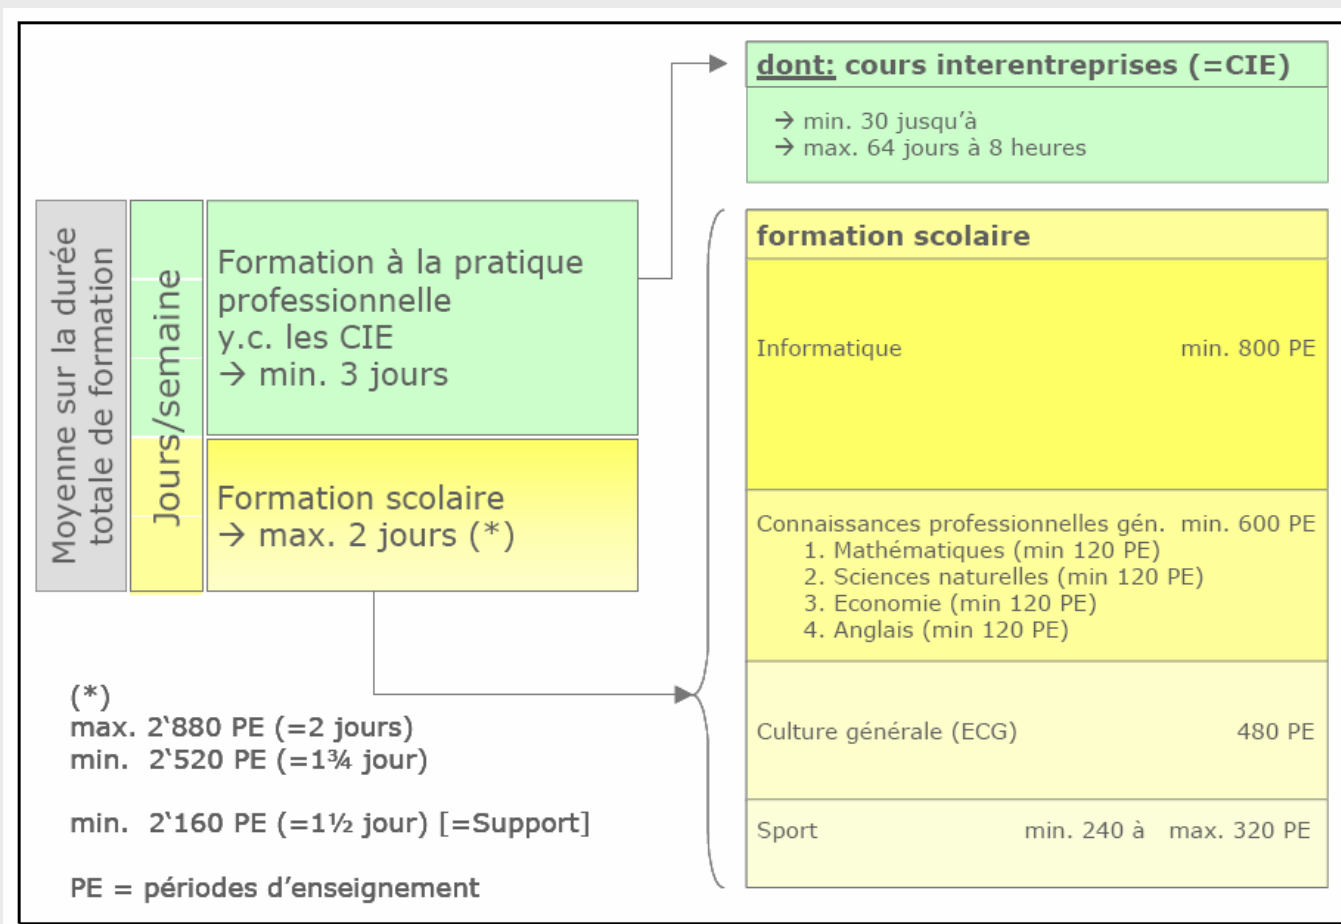 dont: cours interentreprises (=CIE)
→ min. 30 jusqu’à
→ max. 64 jours à 8 heures
Moyenne sur la durée
totale de formation
Jours/semaine
Formation à la pratique
professionnelle
y.c. les CIE
→ min. 3 jours
Formation scolaire
→ max. 2 jours (*)
formation scolaire
Informatique min. 800 PE
Connaissances professionnelles gén. min. 600 PE
1. Mathématiques (min 120 PE)
2. Sciences naturelles (min 120 PE)
3. Economie (min 120 PE)
4. Anglais (min 120 PE)
Culture générale (ECG) 480 PE
Sport min. 240 à max. 320 PE
(*)
max. 2‘880 PE (=2 jours)
min. 2‘520 PE (=1¾ jour)
min. 2‘160 PE (=1½ jour) [=Support]
PE = périodes d’enseignement